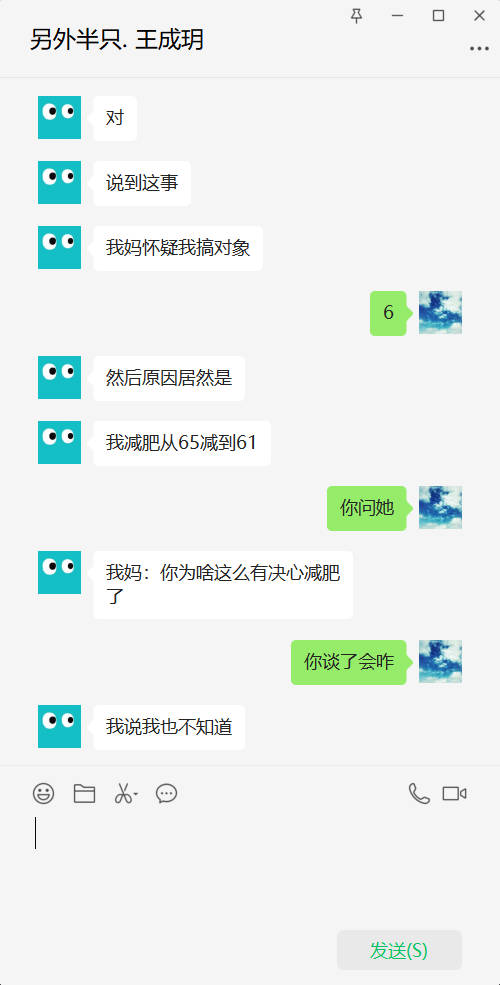 另外半只. 王成玥
对
说到这事
我妈怀疑我搞对象
6
然后原因居然是
我减肥从65减到61
你问她
我妈：你为啥这么有决心减肥
了
你谈了会咋
我说我也不知道
发送(S)